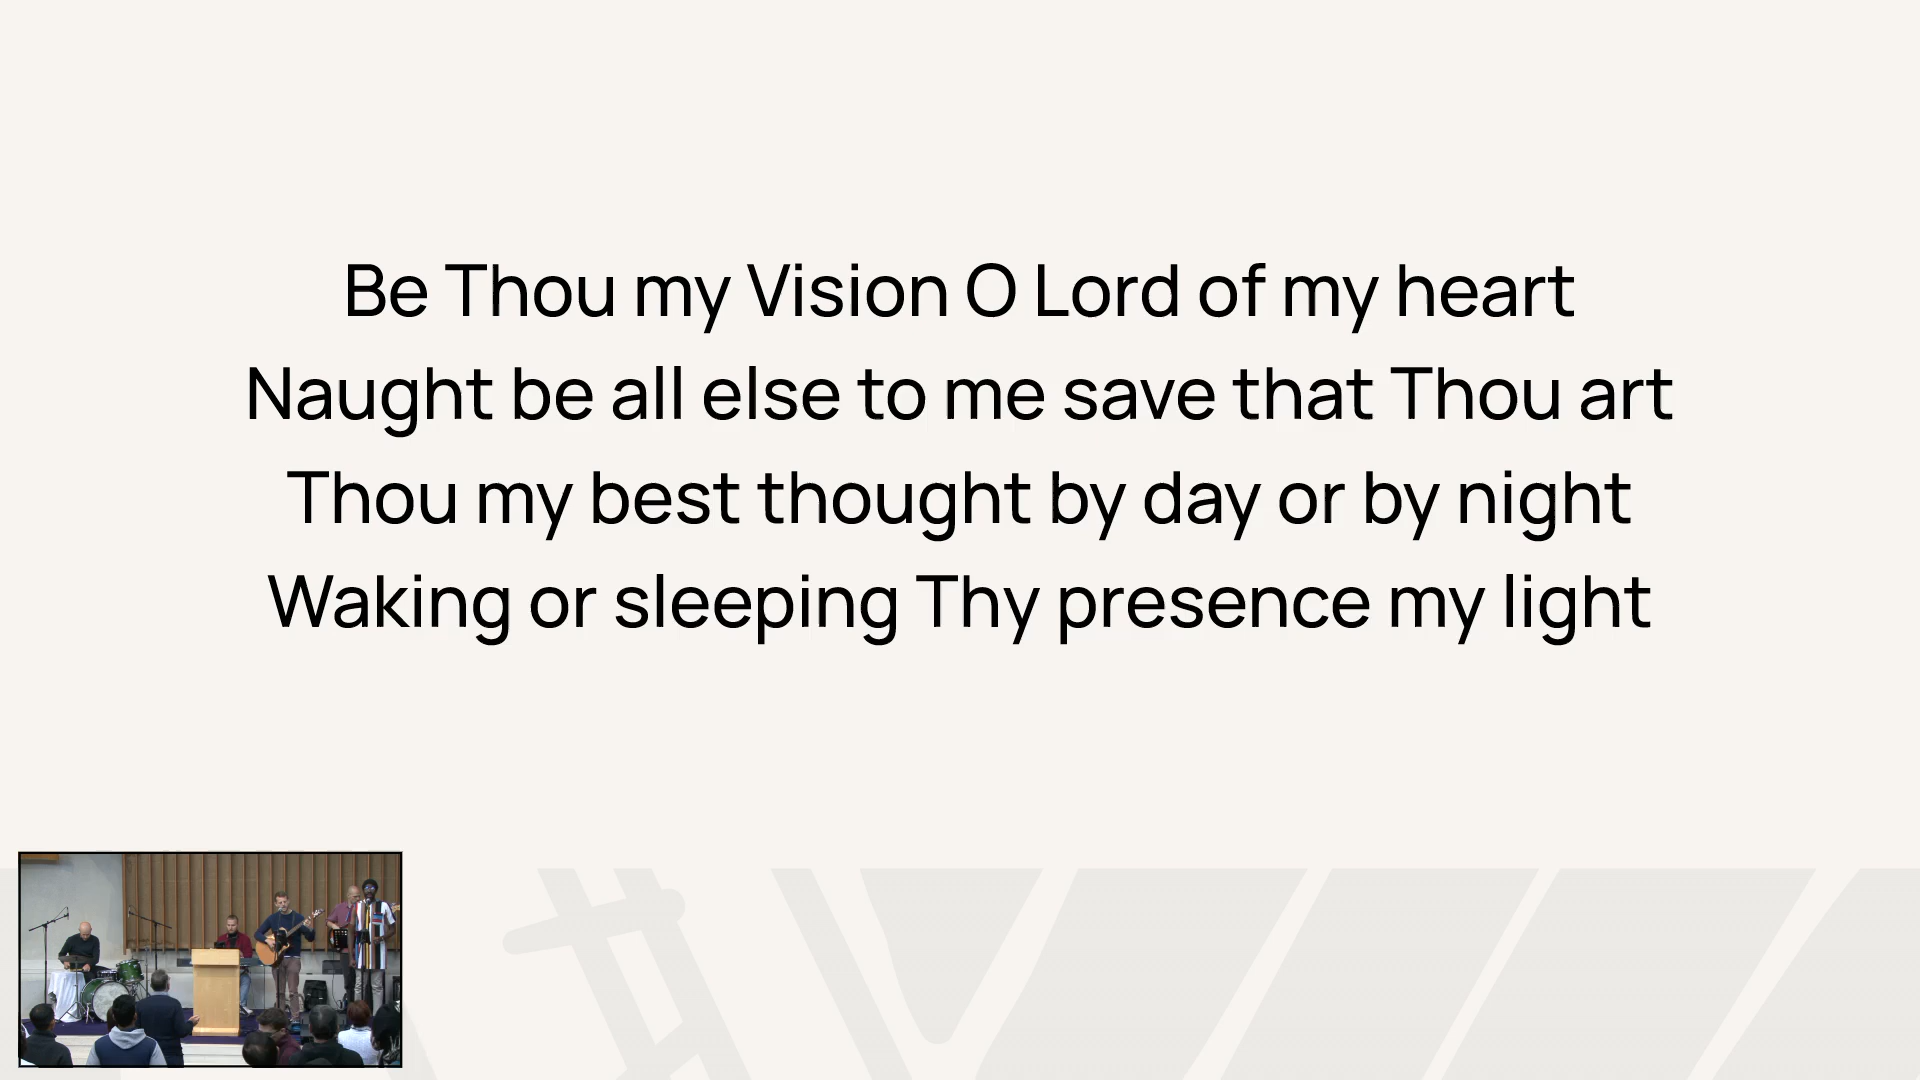 Be Thou my Vision O Lord of my heart
Naught be all else to me save that Thou art
Thou my best thought by day or by night
Waking or sleeping Thy presence my light